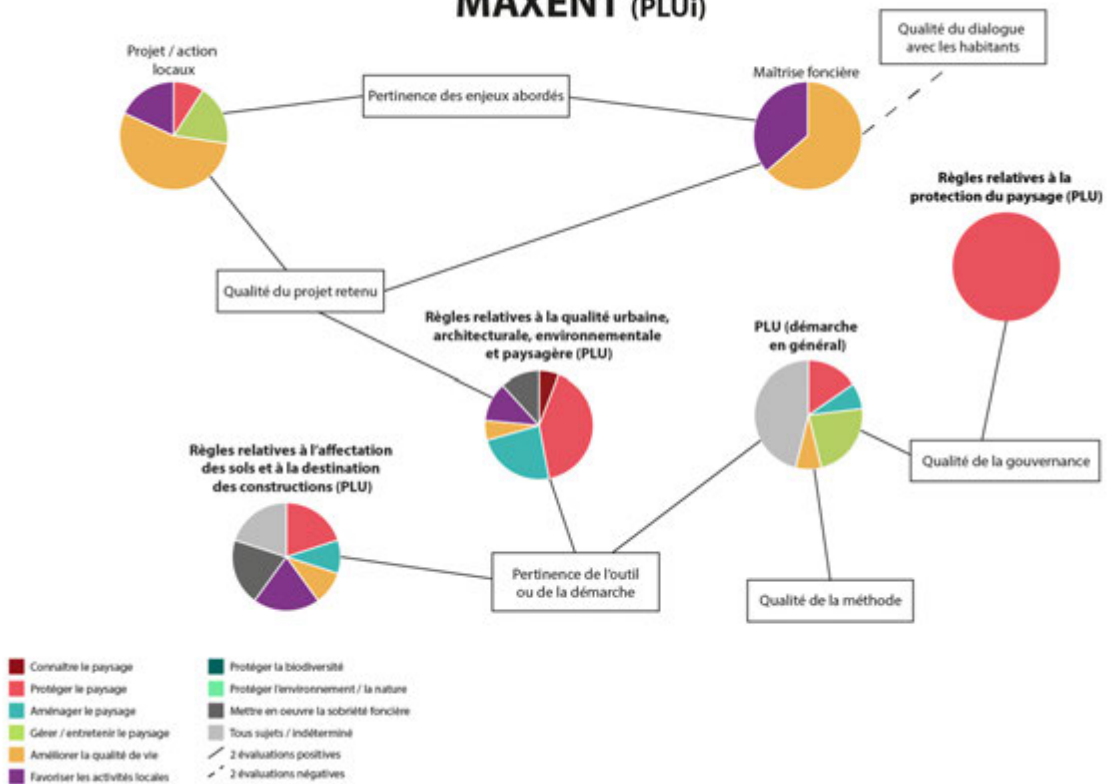 MAXENT (PLUi)
Qualité du dialogue
avec les habitants
Projet / action
locaux
Pertinence des enjeux abordés
Maîtrise foncière
Règles relatives à la
protection du paysage (PLU)
Qualité du projet retenu
Règles relatives à la qualité urbaine,
architecturale, environnementale
et paysagère (PLU)
PLU (démarche
en général)
Règles relatives à l'affectation
des sols et à la destination
des constructions (PLU)
Qualité de la gouvernance
Pertinence de l'outil
ou de la démarche
Qualité de la méthode
Connaître le paysage
Protéger le paysage
Aménager le paysage
Gérer / entretenir le paysage
Améliorer la qualité de vie
Favoriser les activités locales
Protéger la biodiversité
Protéger l'environnement / la nature
Mettre en oeuvre la sobriété foncière
Tous sujets / indéterminé
2 évaluations positives
2 évaluations négatives